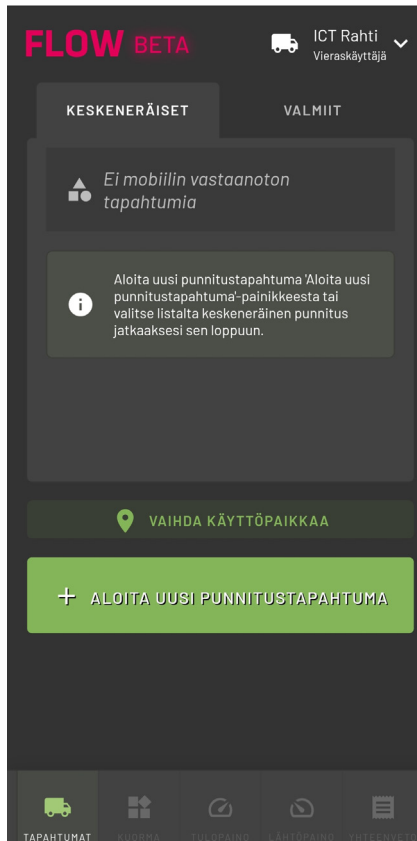 FLOW BETA
ICT Rahti
Vieraskäyttäjä
KESKENERÄISET
VALMIIT
Ei mobiilin vastaanoton
tapahtumia
Aloita uusi punnitustapahtuma 'Aloita uusi
punnitustapahtuma'-painikkeesta tai
valitse listalta keskeneräinen punnitus
jatkaaksesi sen loppuun.
VAIHDA KÄYTTÖPAIKKAA
+ ALOITA UUSI PUNNITUSTAPAHTUMA
TAPAHTUMAT
KUORMA
TULOPAINO
LÄHTÖPAINO
YHTEENVETO